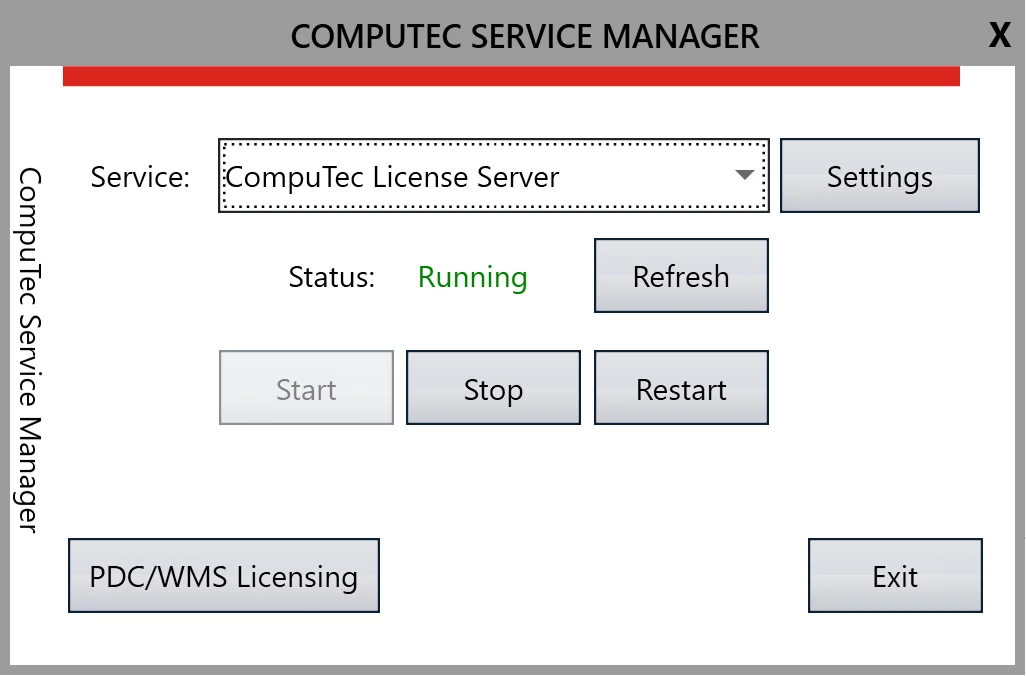 COMPUTEC SERVICE MANAGER X
CompuTec Service Manager
Service: CompuTec License Server Settings
Status: Running Refresh
Start Stop Restart
PDC/WMS Licensing Exit